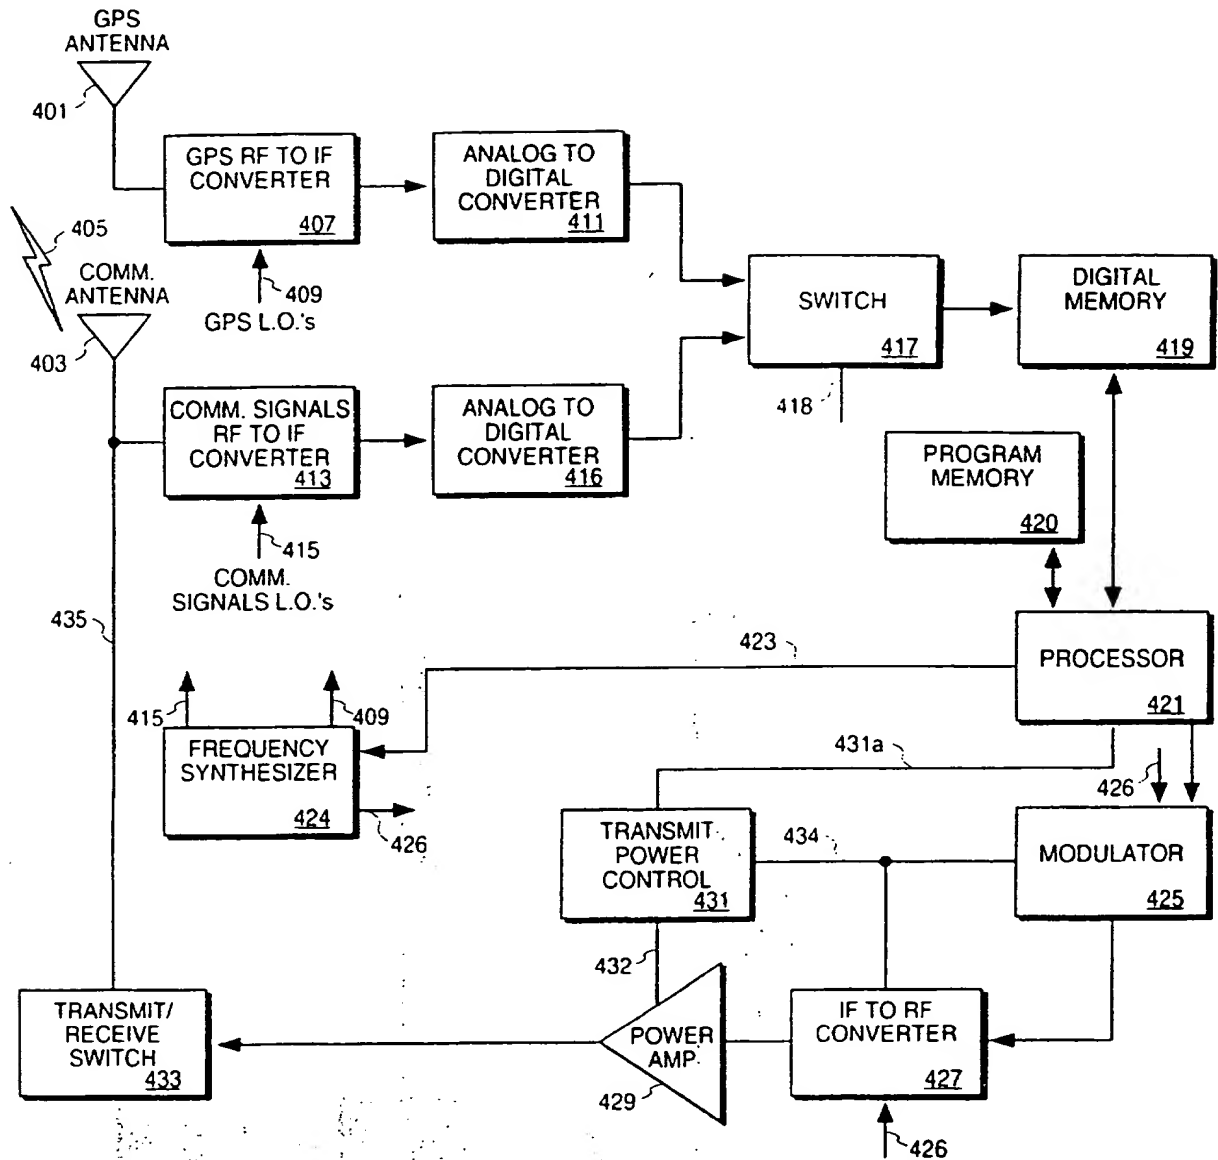 GPS
ANTENNA
401
GPS RF TO IF
CONVERTER
407
ANALOG TO
DIGITAL
CONVERTER
411
405
409
GPS L.O.'s
COMM.
ANTENNA
403
SWITCH
417
418
DIGITAL
MEMORY
419
COMM. SIGNALS
RF TO IF
CONVERTER
413
ANALOG TO
DIGITAL
CONVERTER
416
PROGRAM
MEMORY
420
415
COMM.
SIGNALS L.O.'s
435
423
PROCESSOR
421
415
409
FREQUENCY
SYNTHESIZER
424
426
431a
426
TRANSMIT
POWER
CONTROL
431
434
MODULATOR
425
432
TRANSMIT/
RECEIVE
SWITCH
433
POWER
AMP.
429
IF TO RF
CONVERTER
427
426